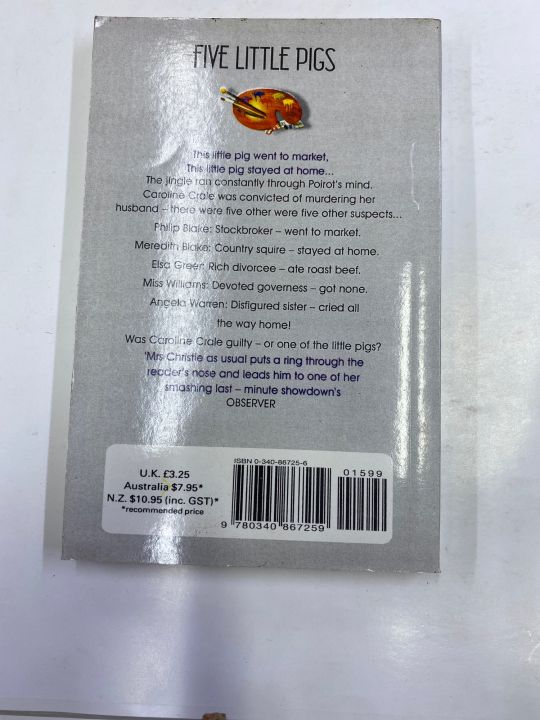 FIVE LITTLE PIGS
This little pig went to market,
This little pig stayed at home...
The jingle ran constantly through Poirot's mind.
Caroline Crale was convicted of murdering her
husband – there were five other were five other suspects...
Philip Blake: Stockbroker – went to market.
Meredith Blake: Country squire – stayed at home.
Elsa Greer: Rich divorcee – ate roast beef.
Miss Williams: Devoted governess – got none.
Angela Warren: Disfigured sister – cried all
the way home!
Was Caroline Crale guilty – or one of the little pigs?
'Mrs Christie as usual puts a ring through the
reader's nose and leads him to one of her
smashing last – minute showdown's
OBSERVER
U.K. £3.25
Australia $7.95*
N.Z. $10.95 (inc. GST)*
*recommended price
ISBN 0-340-86725-6
01599
9 780340 867259